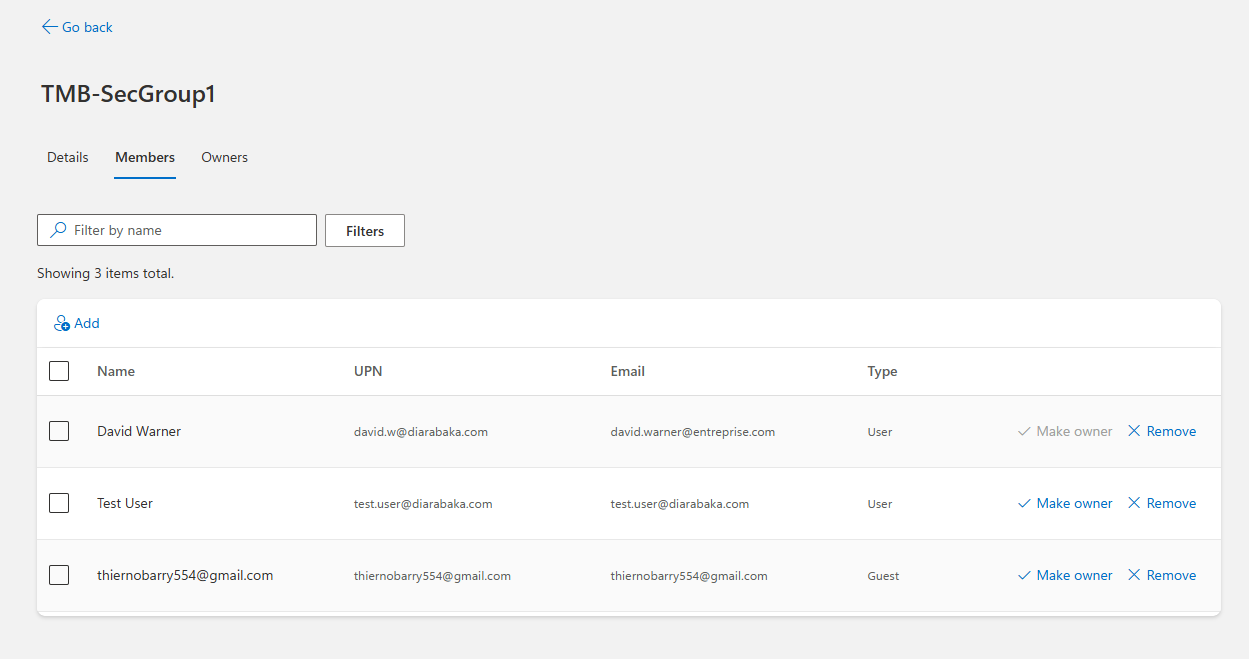 Go back
TMB-SecGroup1
Details Members Owners
Filter by name Filters
Showing 3 items total.
Add
Name UPN Email Type
David Warner david.w@diarabaka.com david.warner@entreprise.com User Make owner Remove
Test User test.user@diarabaka.com test.user@diarabaka.com User Make owner Remove
thiernobarry554@gmail.com thiernobarry554@gmail.com thiernobarry554@gmail.com Guest Make owner Remove